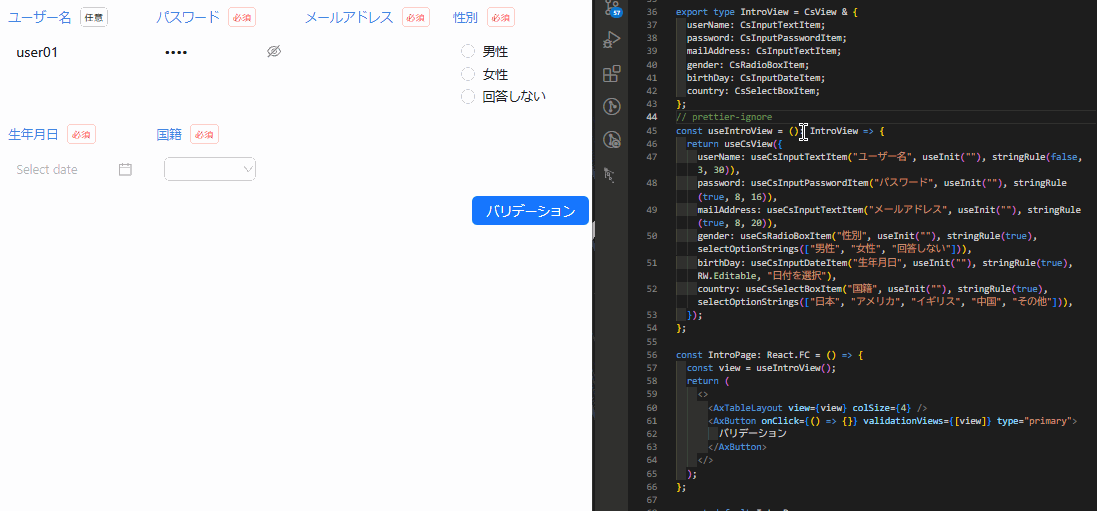 ユーザー名 任意 パスワード 必須 メールアドレス 必須 性別 必須
user01 •••• 男性
女性
回答しない
生年月日 必須 国籍 必須
Select date
バリデーション
57
36 export type IntroView = CsView & {
37 userName: CsInputTextItem;
38 password: CsInputPasswordItem;
39 mailAddress: CsInputTextItem;
40 gender: CsRadioBoxItem;
41 birthDay: CsInputDateItem;
42 country: CsSelectBoxItem;
43 };
44 // prettier-ignore
45 const useIntroView = (): IntroView => {
46 return useCsView({
47 userName: useCsInputTextItem("ユーザー名", useInit(""), stringRule(false,
3, 30)),
48 password: useCsInputPasswordItem("パスワード", useInit(""), stringRule
(true, 8, 16)),
49 mailAddress: useCsInputTextItem("メールアドレス", useInit(""), stringRule
(true, 8, 20)),
50 gender: useCsRadioBoxItem("性別", useInit(""), stringRule(true),
selectOptionStrings(["男性", "女性", "回答しない"])),
51 birthDay: useCsInputDateItem("生年月日", useInit(""), stringRule(true),
RW.Editable, "日付を選択"),
52 country: useCsSelectBoxItem("国籍", useInit(""), stringRule(true),
selectOptionStrings(["日本", "アメリカ", "イギリス", "中国", "その他"])),
53 });
54 };
55
56 const IntroPage: React.FC = () => {
57 const view = useIntroView();
58 return (
59 <>
60 <AxTableLayout view={view} colSize={4} />
61 <AxButton onClick={() => {}} validationViews={[view]} type="primary">
62 バリデーション
63 </AxButton>
64 </>
65 );
66 };
67